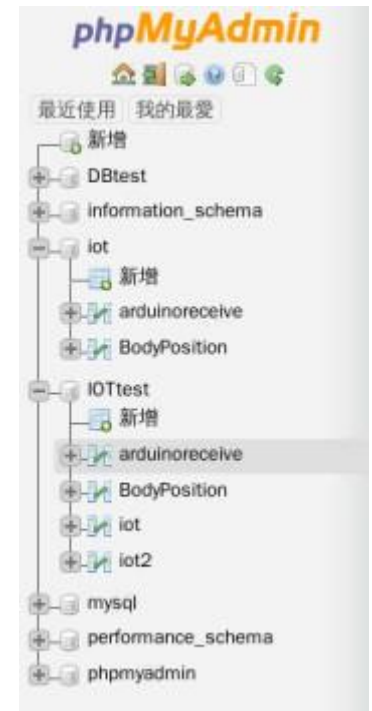 phpMyAdmin
最近使用 我的最愛
新增
DBtest
information_schema
iot
新增
arduinoreceive
BodyPosition
IOTtest
新增
arduinoreceive
BodyPosition
iot
iot2
mysql
performance_schema
phpmyadmin